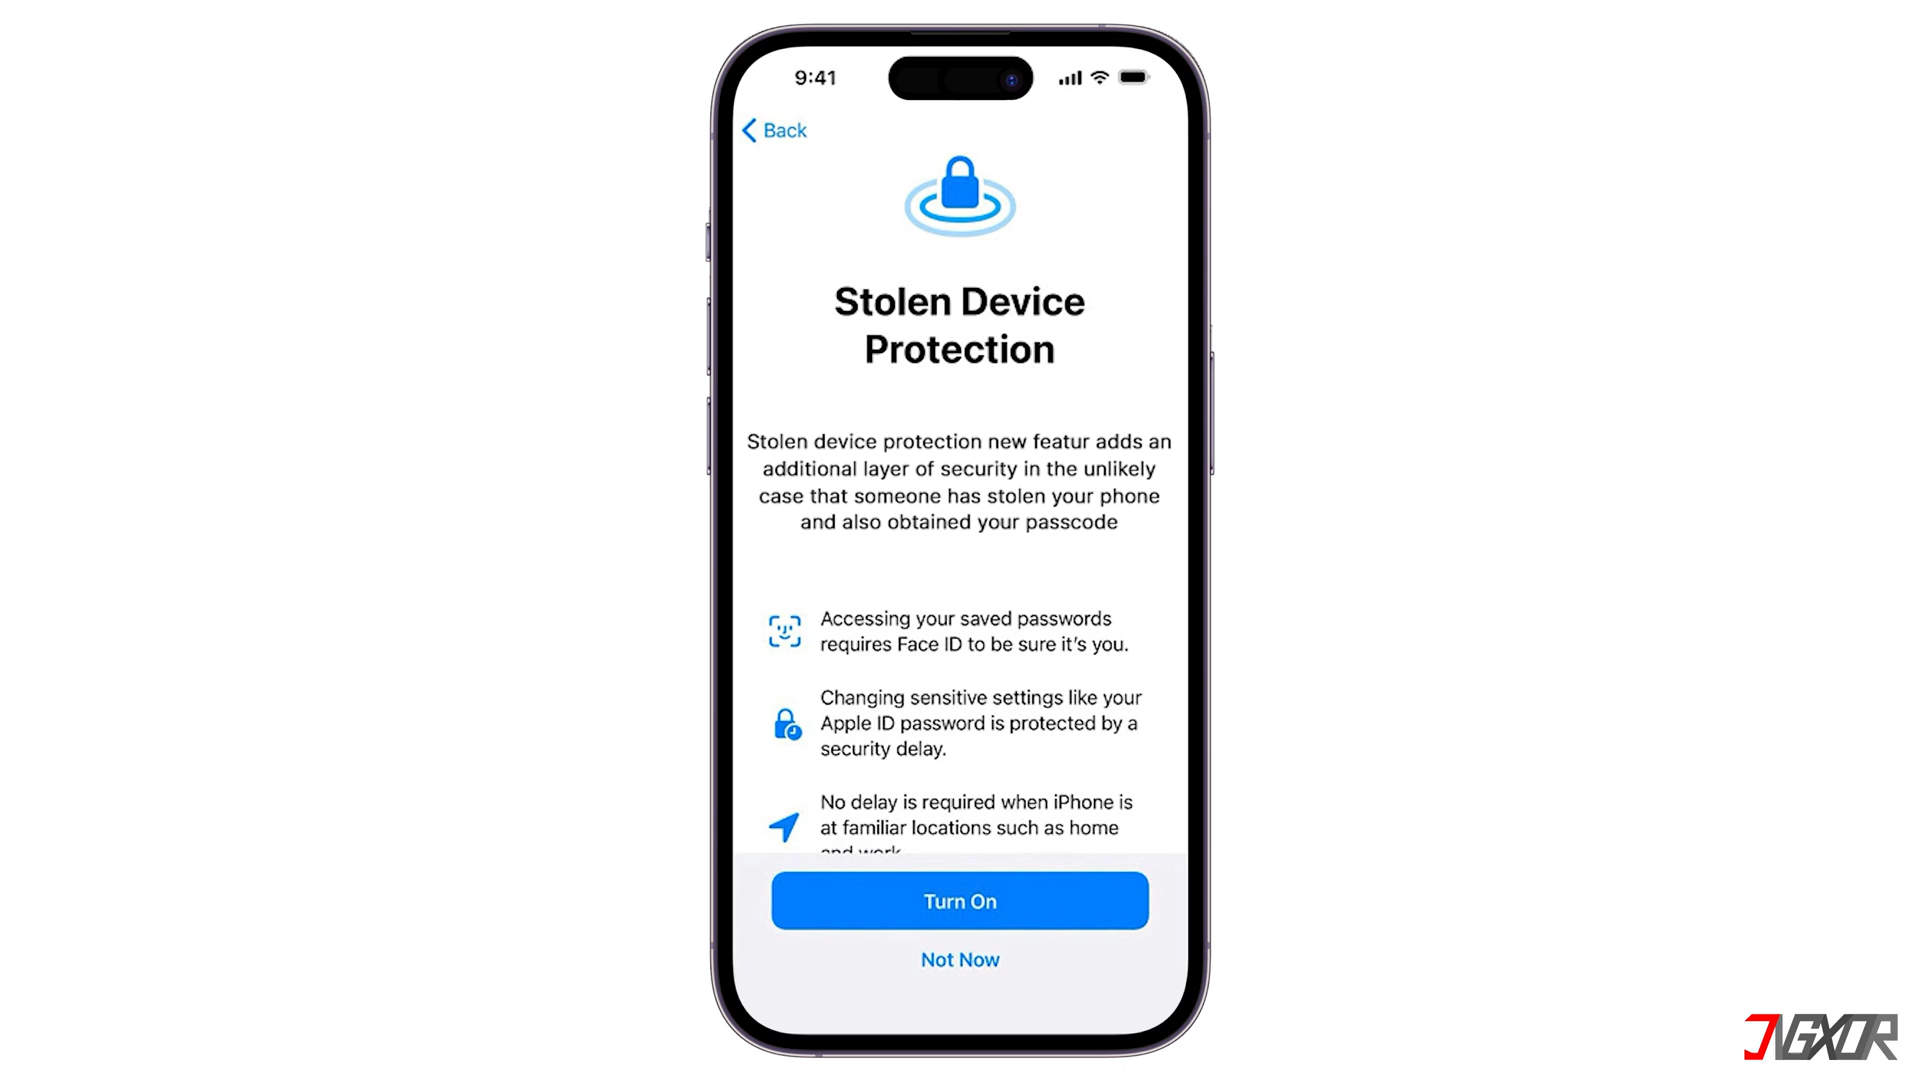 9:41
Back
Stolen Device
Protection
Stolen device protection new featur adds an
additional layer of security in the unlikely
case that someone has stolen your phone
and also obtained your passcode
Accessing your saved passwords
requires Face ID to be sure it's you.
Changing sensitive settings like your
Apple ID password is protected by a
security delay.
No delay is required when iPhone is
at familiar locations such as home
and work.
Turn On
Not Now
JVGXOR